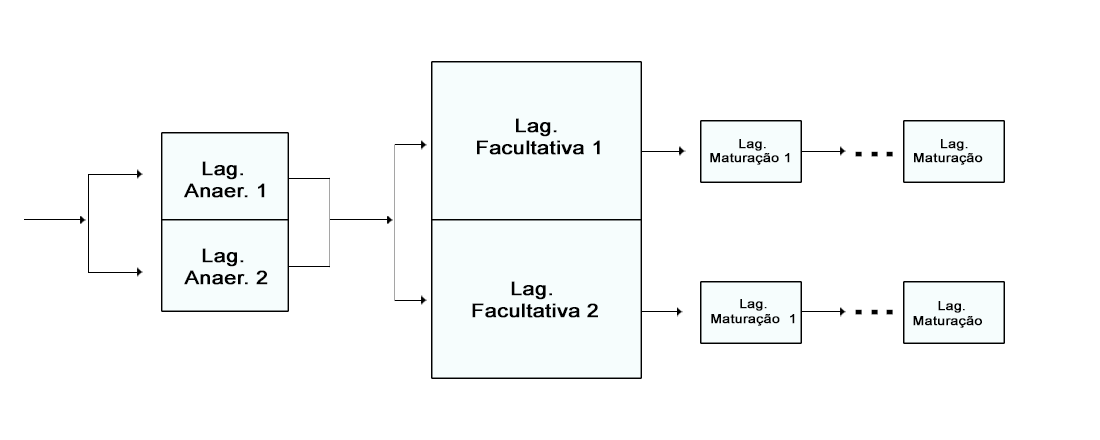 Lag.
Anaer. 1
Lag.
Anaer. 2
Lag.
Facultativa 1
Lag.
Facultativa 2
Lag.
Maturação 1
Lag.
Maturação
Lag.
Maturação 1
Lag.
Maturação